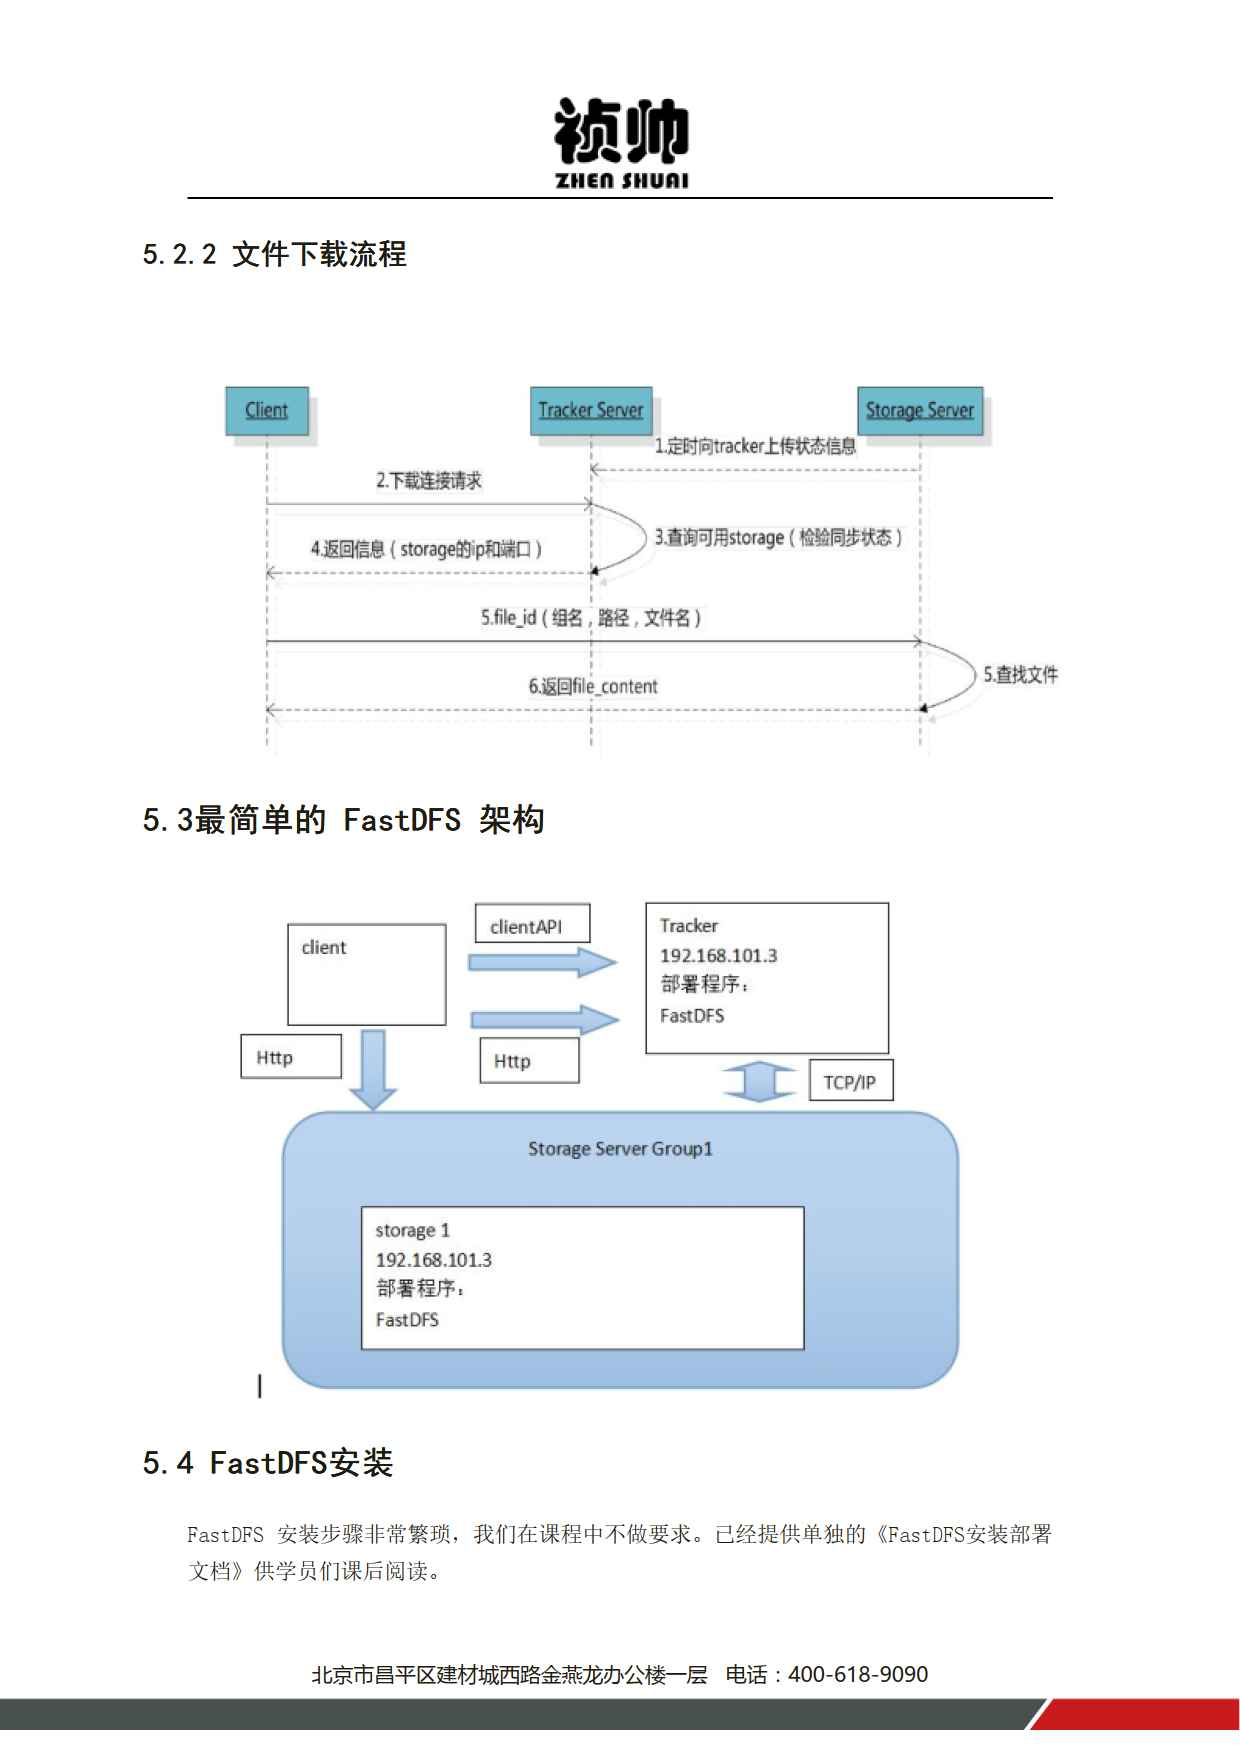 祯帅
ZHEN SHUAI
5.2.2 文件下载流程
Client
Tracker Server
Storage Server
1.定时向tracker上传状态信息
2.下载连接请求
3.查询可用storage（检验同步状态）
4.返回信息（storage的ip和端口）
5.file_id（组名，路径，文件名）
5.查找文件
6.返回file_content
5.3最简单的 FastDFS 架构
client
clientAPI
Tracker
192.168.101.3
部署程序：
FastDFS
Http
Http
TCP/IP
Storage Server Group1
storage 1
192.168.101.3
部署程序：
FastDFS
5.4 FastDFS安装
FastDFS 安装步骤非常繁琐，我们在课程中不做要求。已经提供单独的《FastDFS安装部署
文档》供学员们课后阅读。
北京市昌平区建材城西路金燕龙办公楼一层 电话：400-618-9090